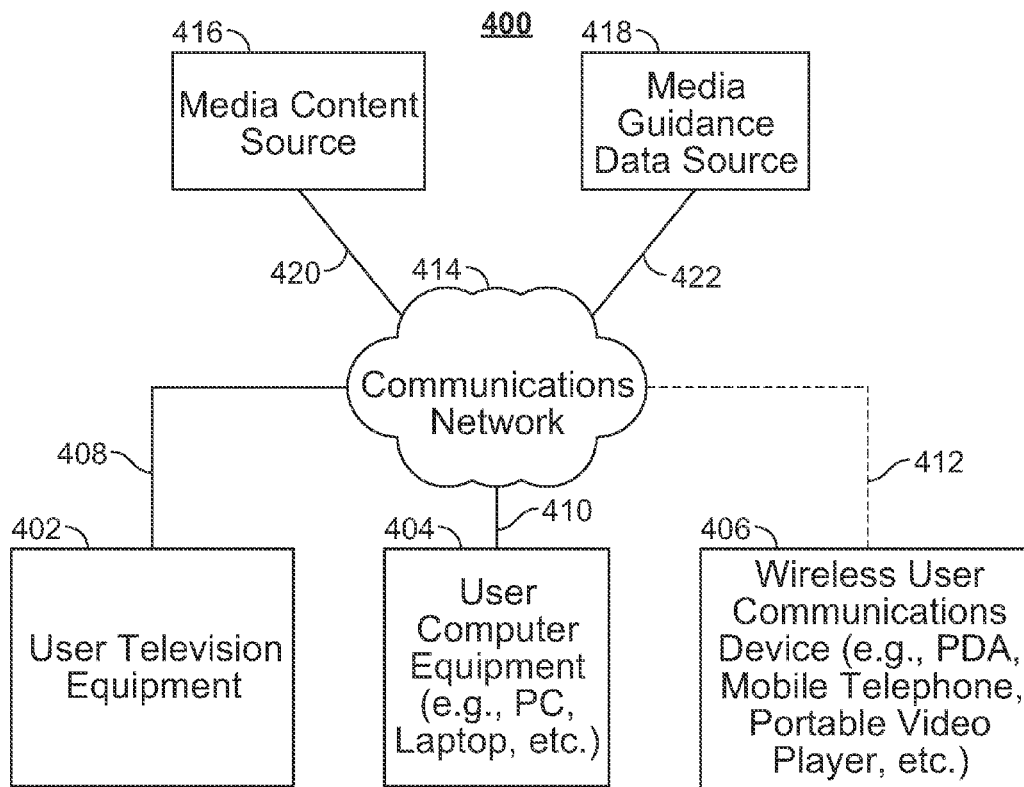 400
416
418
Media Content
Source
Media
Guidance
Data Source
420
414
422
Communications
Network
408
412
402
404
410
406
User Television
Equipment
User
Computer
Equipment
(e.g., PC,
Laptop, etc.)
Wireless User
Communications
Device (e.g., PDA,
Mobile Telephone,
Portable Video
Player, etc.)